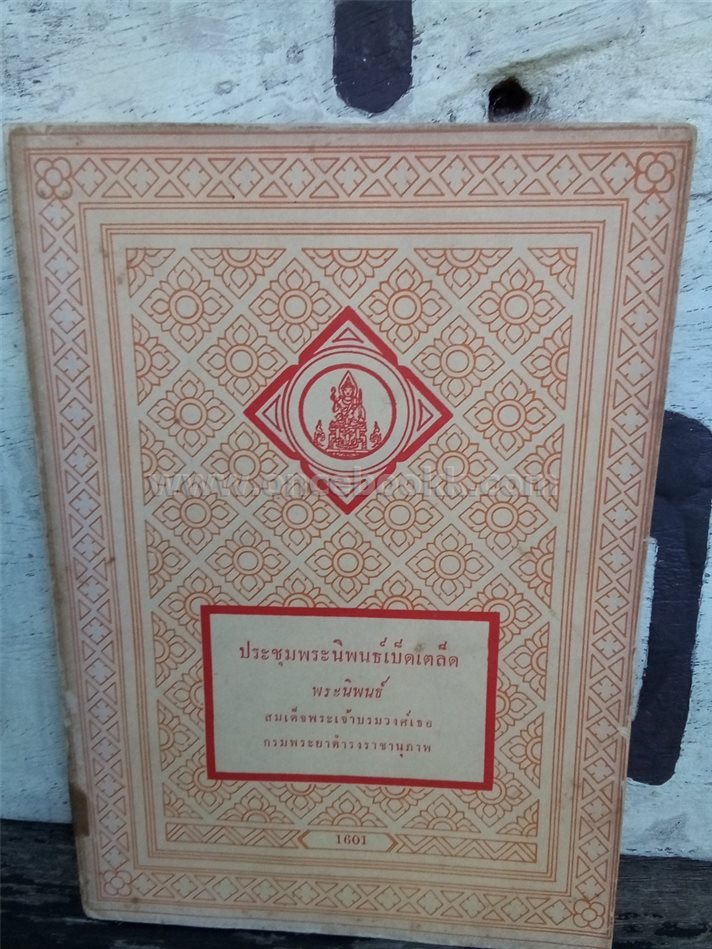 www.oncebookk.com
ประชุมพระนิพนธ์เบ็ดเตล็ด
พระนิพนธ์
สมเด็จพระเจ้าบรมวงศ์เธอ
กรมพระยาดำรงราชานุภาพ
1601